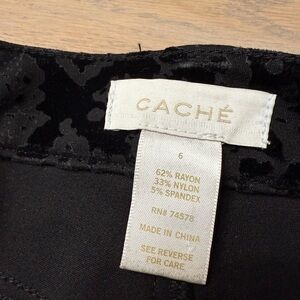 CACHÉ
6
62% RAYON
33% NYLON
5% SPANDEX
RN# 74578
MADE IN CHINA
SEE REVERSE
FOR CARE